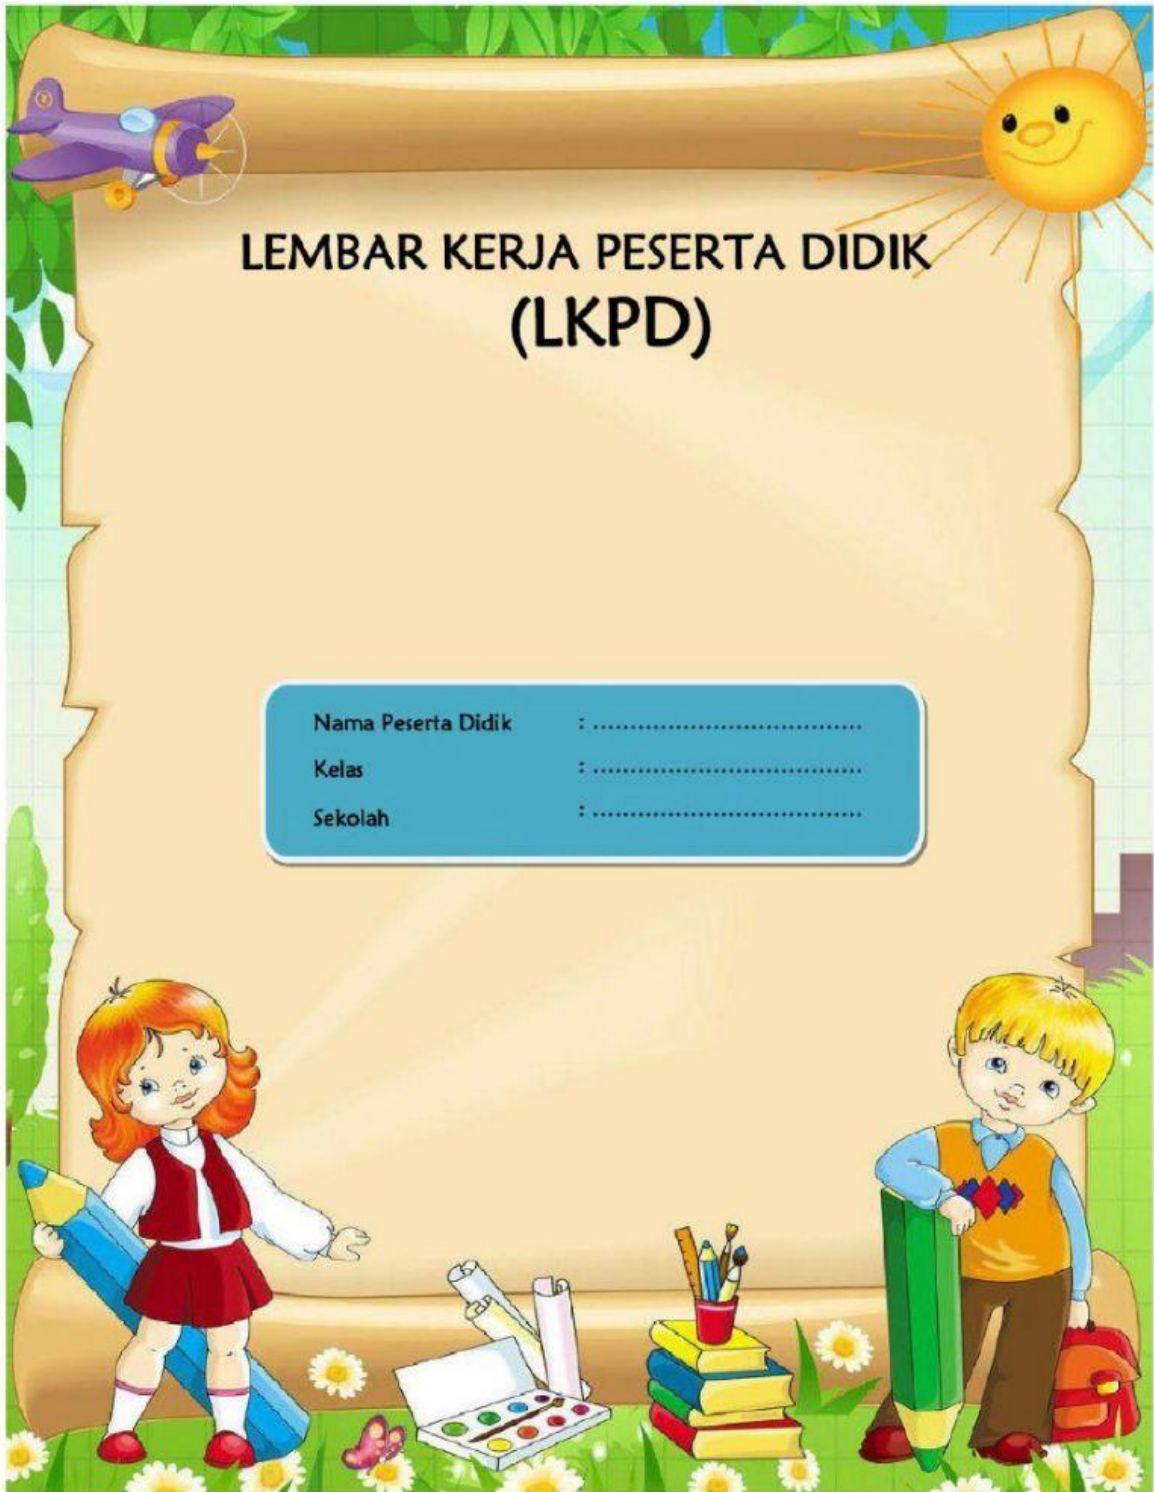 LEMBAR KERJA PESERTA DIDIK
(LKPD)
Nama Peserta Didik : ..................................
Kelas : ..................................
Sekolah : ..................................